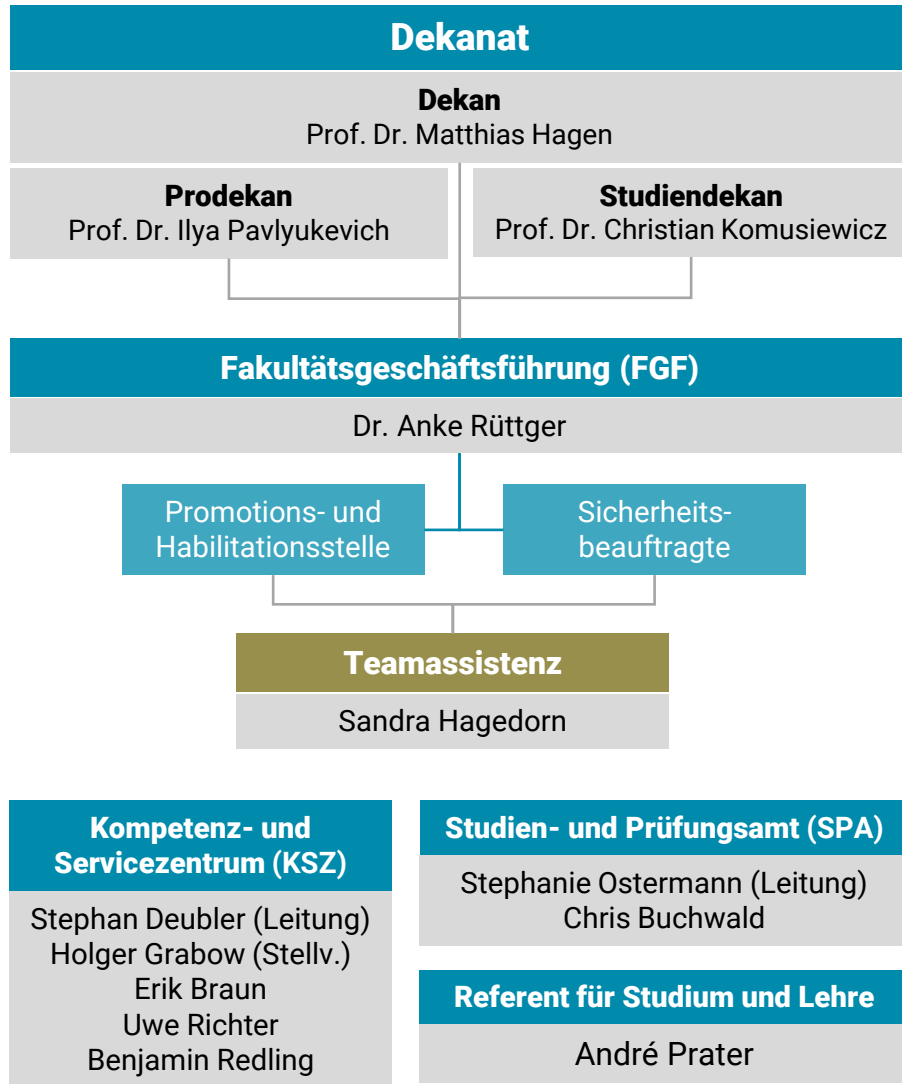 Dekanat
Dekan
Prof. Dr. Matthias Hagen
Prodekan
Prof. Dr. Ilya Pavlyukevich
Studiendekan
Prof. Dr. Christian Komusiewicz
Fakultätsgeschäftsführung (FGF)
Dr. Anke Rüttger
Promotions- und
Habilitationsstelle
Sicherheits-
beauftragte
Teamassistenz
Sandra Hagedorn
Kompetenz- und
Servicezentrum (KSZ)
Stephan Deubler (Leitung)
Holger Grabow (Stellv.)
Erik Braun
Uwe Richter
Benjamin Redling
Studien- und Prüfungsamt (SPA)
Stephanie Ostermann (Leitung)
Chris Buchwald
Referent für Studium und Lehre
André Prater